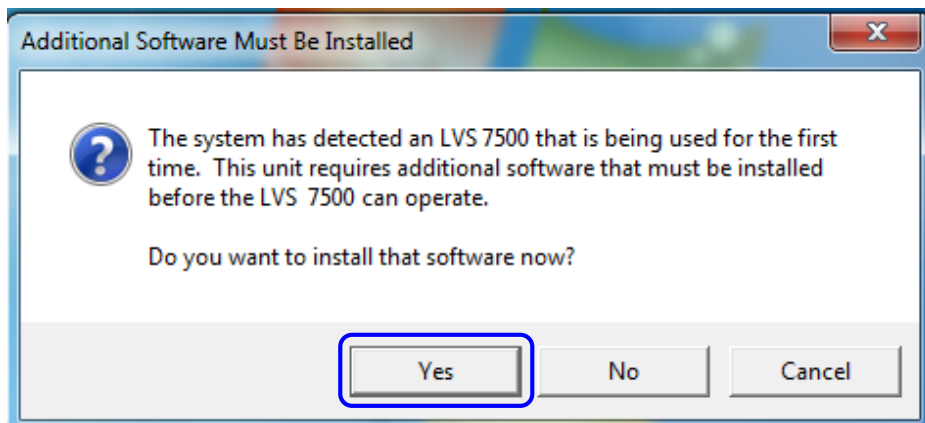 Additional Software Must Be Installed
The system has detected an LVS 7500 that is being used for the first
time.  This unit requires additional software that must be installed
before the LVS  7500 can operate.
Do you want to install that software now?
Yes No Cancel